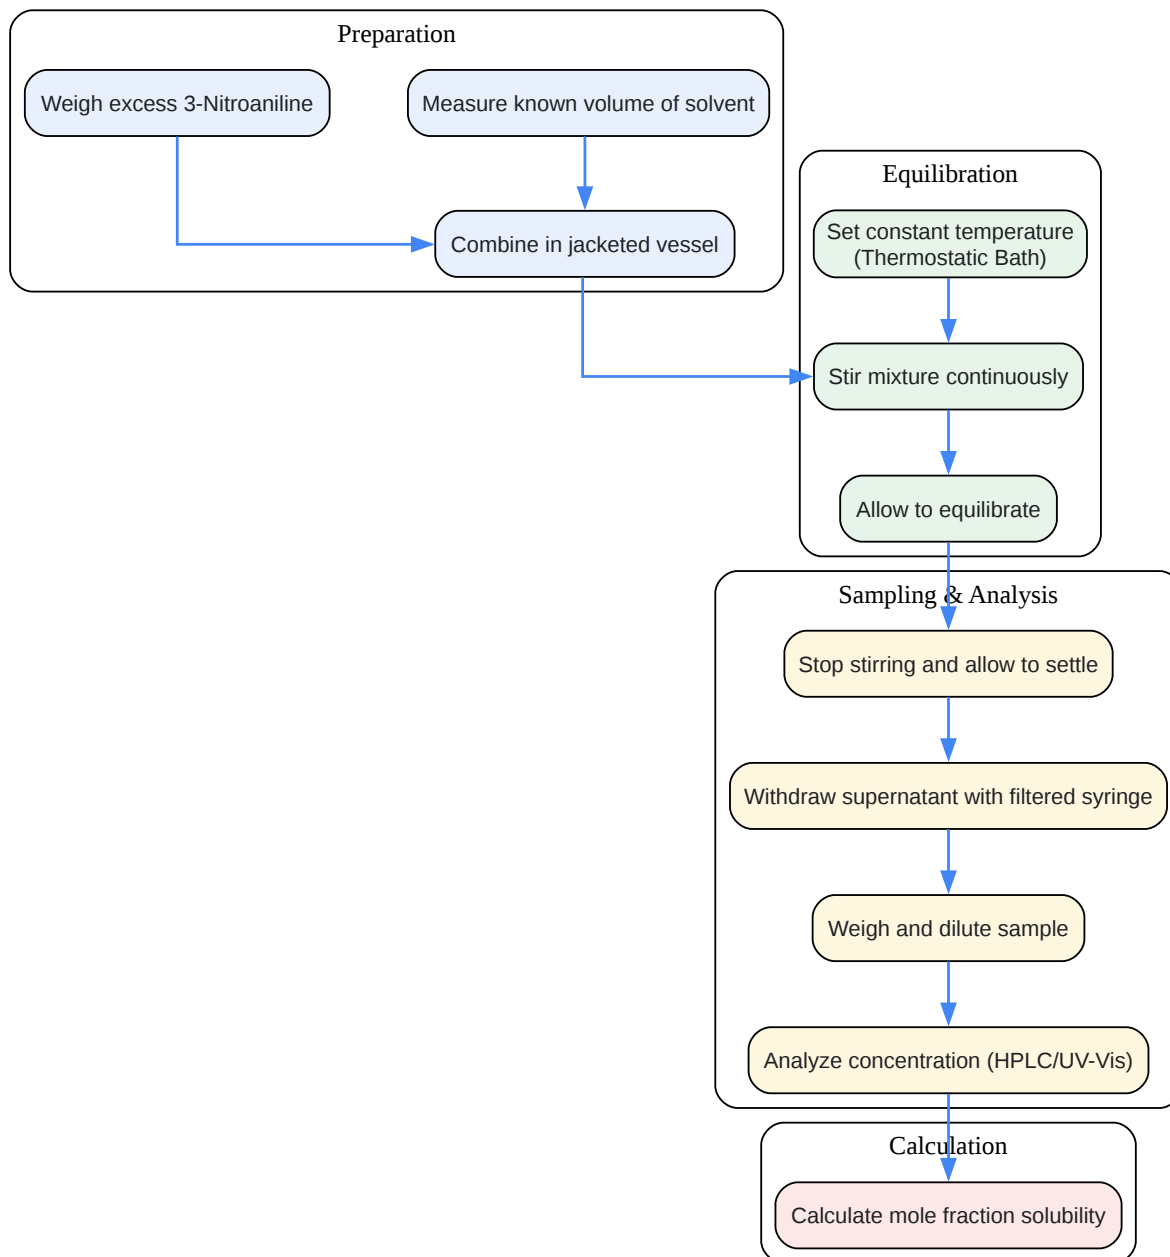 Preparation
Weigh excess 3-Nitroaniline
Measure known volume of solvent
Combine in jacketed vessel
Equilibration
Set constant temperature
(Thermostatic Bath)
Stir mixture continuously
Allow to equilibrate
Sampling & Analysis
Stop stirring and allow to settle
Withdraw supernatant with filtered syringe
Weigh and dilute sample
Analyze concentration (HPLC/UV-Vis)
Calculation
Calculate mole fraction solubility